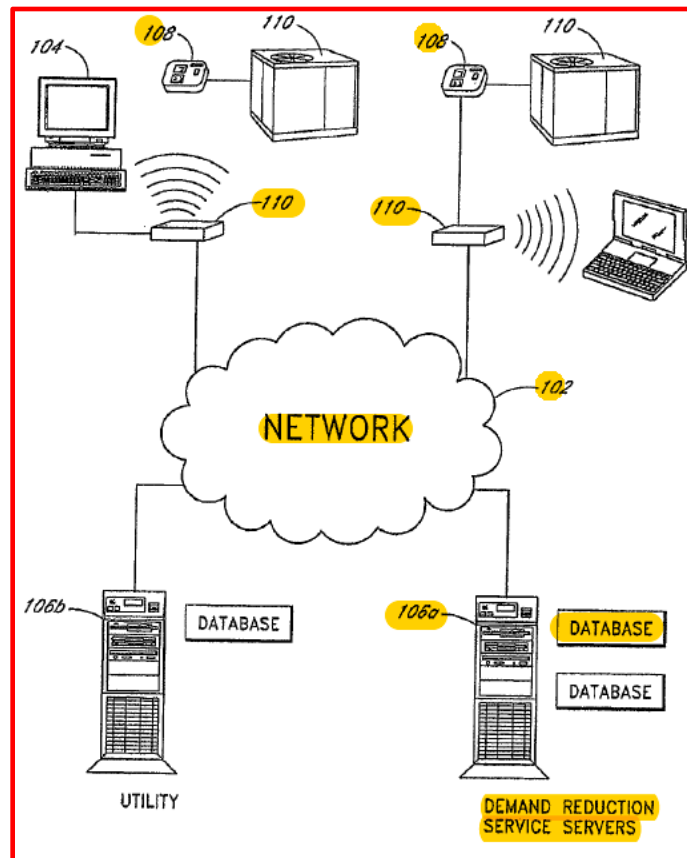 104
108
110
108
110
110
110
102
NETWORK
106b
DATABASE
106a
DATABASE
DATABASE
UTILITY
DEMAND REDUCTION
SERVICE SERVERS